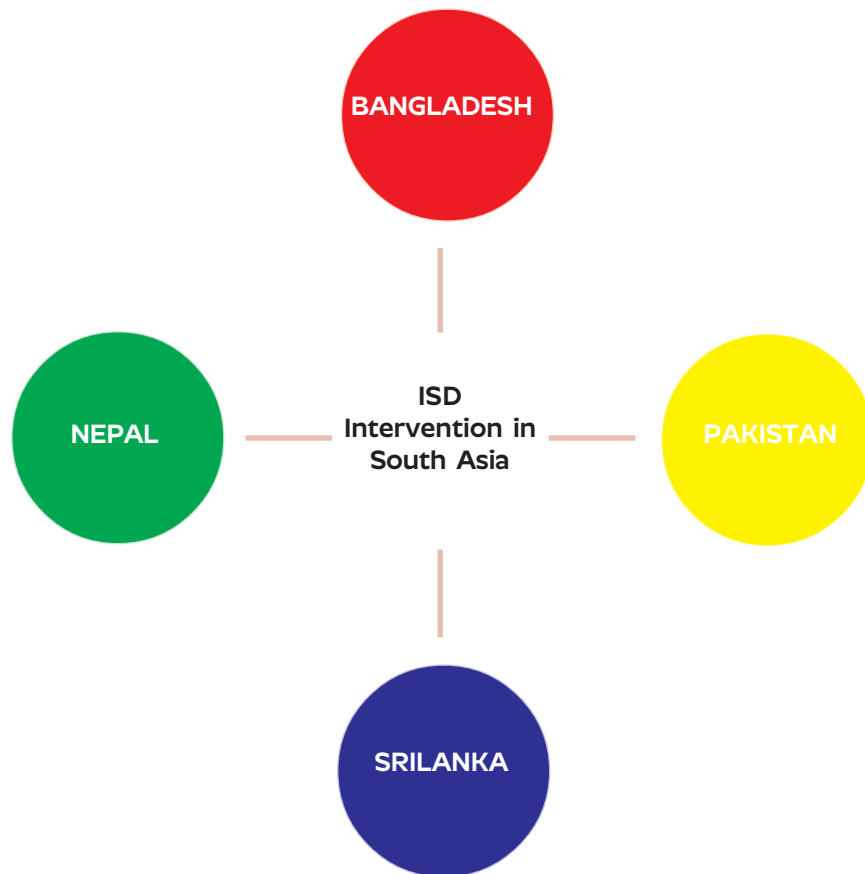 BANGLADESH
NEPAL
ISD
Intervention in
South Asia
PAKISTAN
SRILANKA